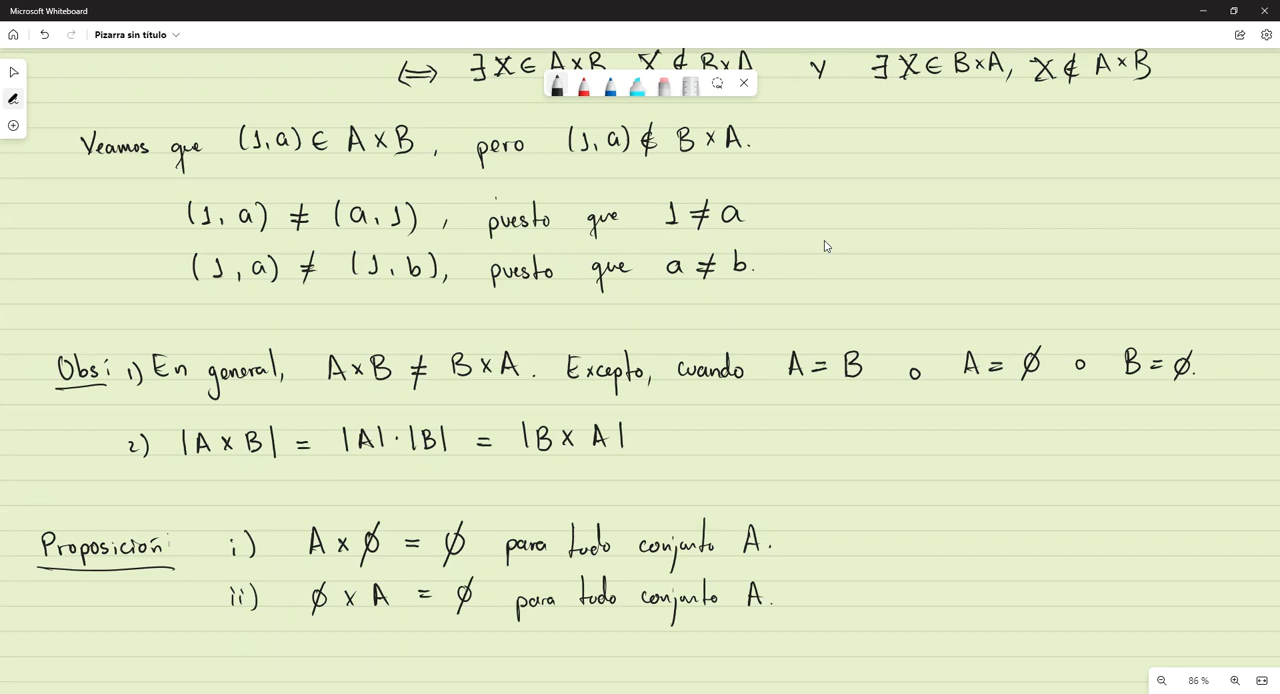 Microsoft Whiteboard
Pizarra sin título
⟺ ∃ X ∈ A×B, X ∉ B×A y ∃ X ∈ B×A, X ∉ A×B
Veamos que (1,a) ∈ A×B, pero (1,a) ∉ B×A.
(1,a) ≠ (a,1), puesto que 1 ≠ a
(1,a) ≠ (1,b), puesto que a ≠ b.
Obs: 1) En general, A×B ≠ B×A. Excepto, cuando A = B o A = ∅ o B = ∅.
2) |A×B| = |A|·|B| = |B×A|
Proposición: i) A×∅ = ∅ para todo conjunto A.
ii) ∅×A = ∅ para todo conjunto A.
86 %